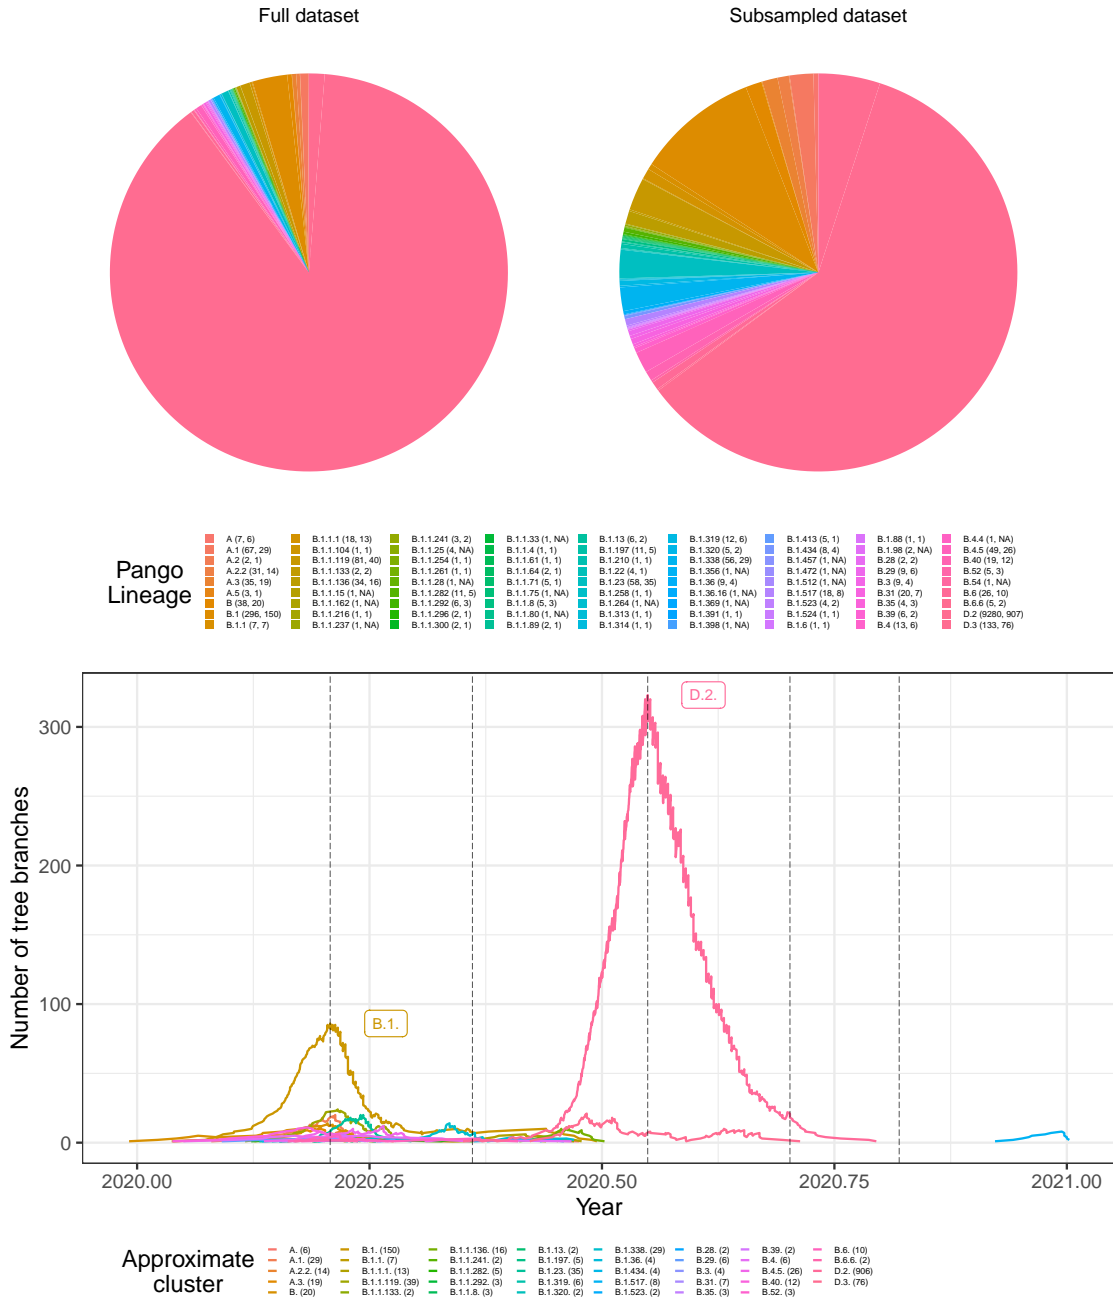 Full dataset
Subsampled dataset
Pango
Lineage
A (7, 6)
A.1 (67, 29)
A.2 (2, 1)
A.2.2 (31, 14)
A.3 (35, 19)
A.5 (3, 1)
B (38, 20)
B.1 (296, 150)
B.1.1 (7, 7)
B.1.1.1 (18, 13)
B.1.1.104 (1, 1)
B.1.1.119 (81, 40)
B.1.1.133 (2, 2)
B.1.1.136 (34, 16)
B.1.1.15 (1, NA)
B.1.1.162 (1, NA)
B.1.1.216 (1, 1)
B.1.1.237 (1, NA)
B.1.1.241 (3, 2)
B.1.1.25 (4, NA)
B.1.1.254 (1, 1)
B.1.1.261 (1, 1)
B.1.1.28 (1, NA)
B.1.1.282 (11, 5)
B.1.1.292 (6, 3)
B.1.1.296 (2, 1)
B.1.1.300 (2, 1)
B.1.1.33 (1, NA)
B.1.1.4 (1, 1)
B.1.1.61 (1, 1)
B.1.1.64 (2, 1)
B.1.1.71 (5, 1)
B.1.1.75 (1, NA)
B.1.1.8 (5, 3)
B.1.1.80 (1, NA)
B.1.1.89 (2, 1)
B.1.13 (6, 2)
B.1.197 (11, 5)
B.1.210 (1, 1)
B.1.22 (4, 1)
B.1.23 (58, 35)
B.1.258 (1, 1)
B.1.264 (1, NA)
B.1.313 (1, 1)
B.1.314 (1, 1)
B.1.319 (12, 6)
B.1.320 (5, 2)
B.1.338 (56, 29)
B.1.356 (1, NA)
B.1.36 (9, 4)
B.1.36.16 (1, NA)
B.1.369 (1, NA)
B.1.391 (1, 1)
B.1.398 (1, NA)
B.1.413 (5, 1)
B.1.434 (8, 4)
B.1.457 (1, NA)
B.1.472 (1, NA)
B.1.512 (1, NA)
B.1.517 (18, 8)
B.1.523 (4, 2)
B.1.524 (1, 1)
B.1.6 (1, 1)
B.1.88 (1, 1)
B.1.98 (2, NA)
B.28 (2, 2)
B.29 (9, 6)
B.3 (9, 4)
B.31 (20, 7)
B.35 (4, 3)
B.39 (6, 2)
B.4 (13, 6)
B.4.4 (1, NA)
B.4.5 (49, 26)
B.40 (19, 12)
B.52 (5, 3)
B.54 (1, NA)
B.6 (26, 10)
B.6.6 (5, 2)
D.2 (9280, 907)
D.3 (133, 76)
Number of tree branches
300
200
100
0
B.1.
D.2.
2020.00
2020.25
2020.50
2020.75
2021.00
Year
Approximate
cluster
A. (6)
A.1. (29)
A.2.2. (14)
A.3. (19)
B. (20)
B.1. (150)
B.1.1. (7)
B.1.1.1. (13)
B.1.1.119. (39)
B.1.1.133. (2)
B.1.1.136. (16)
B.1.1.241. (2)
B.1.1.282. (5)
B.1.1.292. (3)
B.1.1.8. (3)
B.1.13. (2)
B.1.197. (5)
B.1.23. (35)
B.1.319. (6)
B.1.320. (2)
B.1.338. (29)
B.1.36. (4)
B.1.434. (4)
B.1.517. (8)
B.1.523. (2)
B.28. (2)
B.29. (6)
B.3. (4)
B.31. (7)
B.35. (3)
B.39. (2)
B.4. (6)
B.4.5. (26)
B.40. (12)
B.52. (3)
B.6. (10)
B.6.6. (2)
D.2. (906)
D.3. (76)